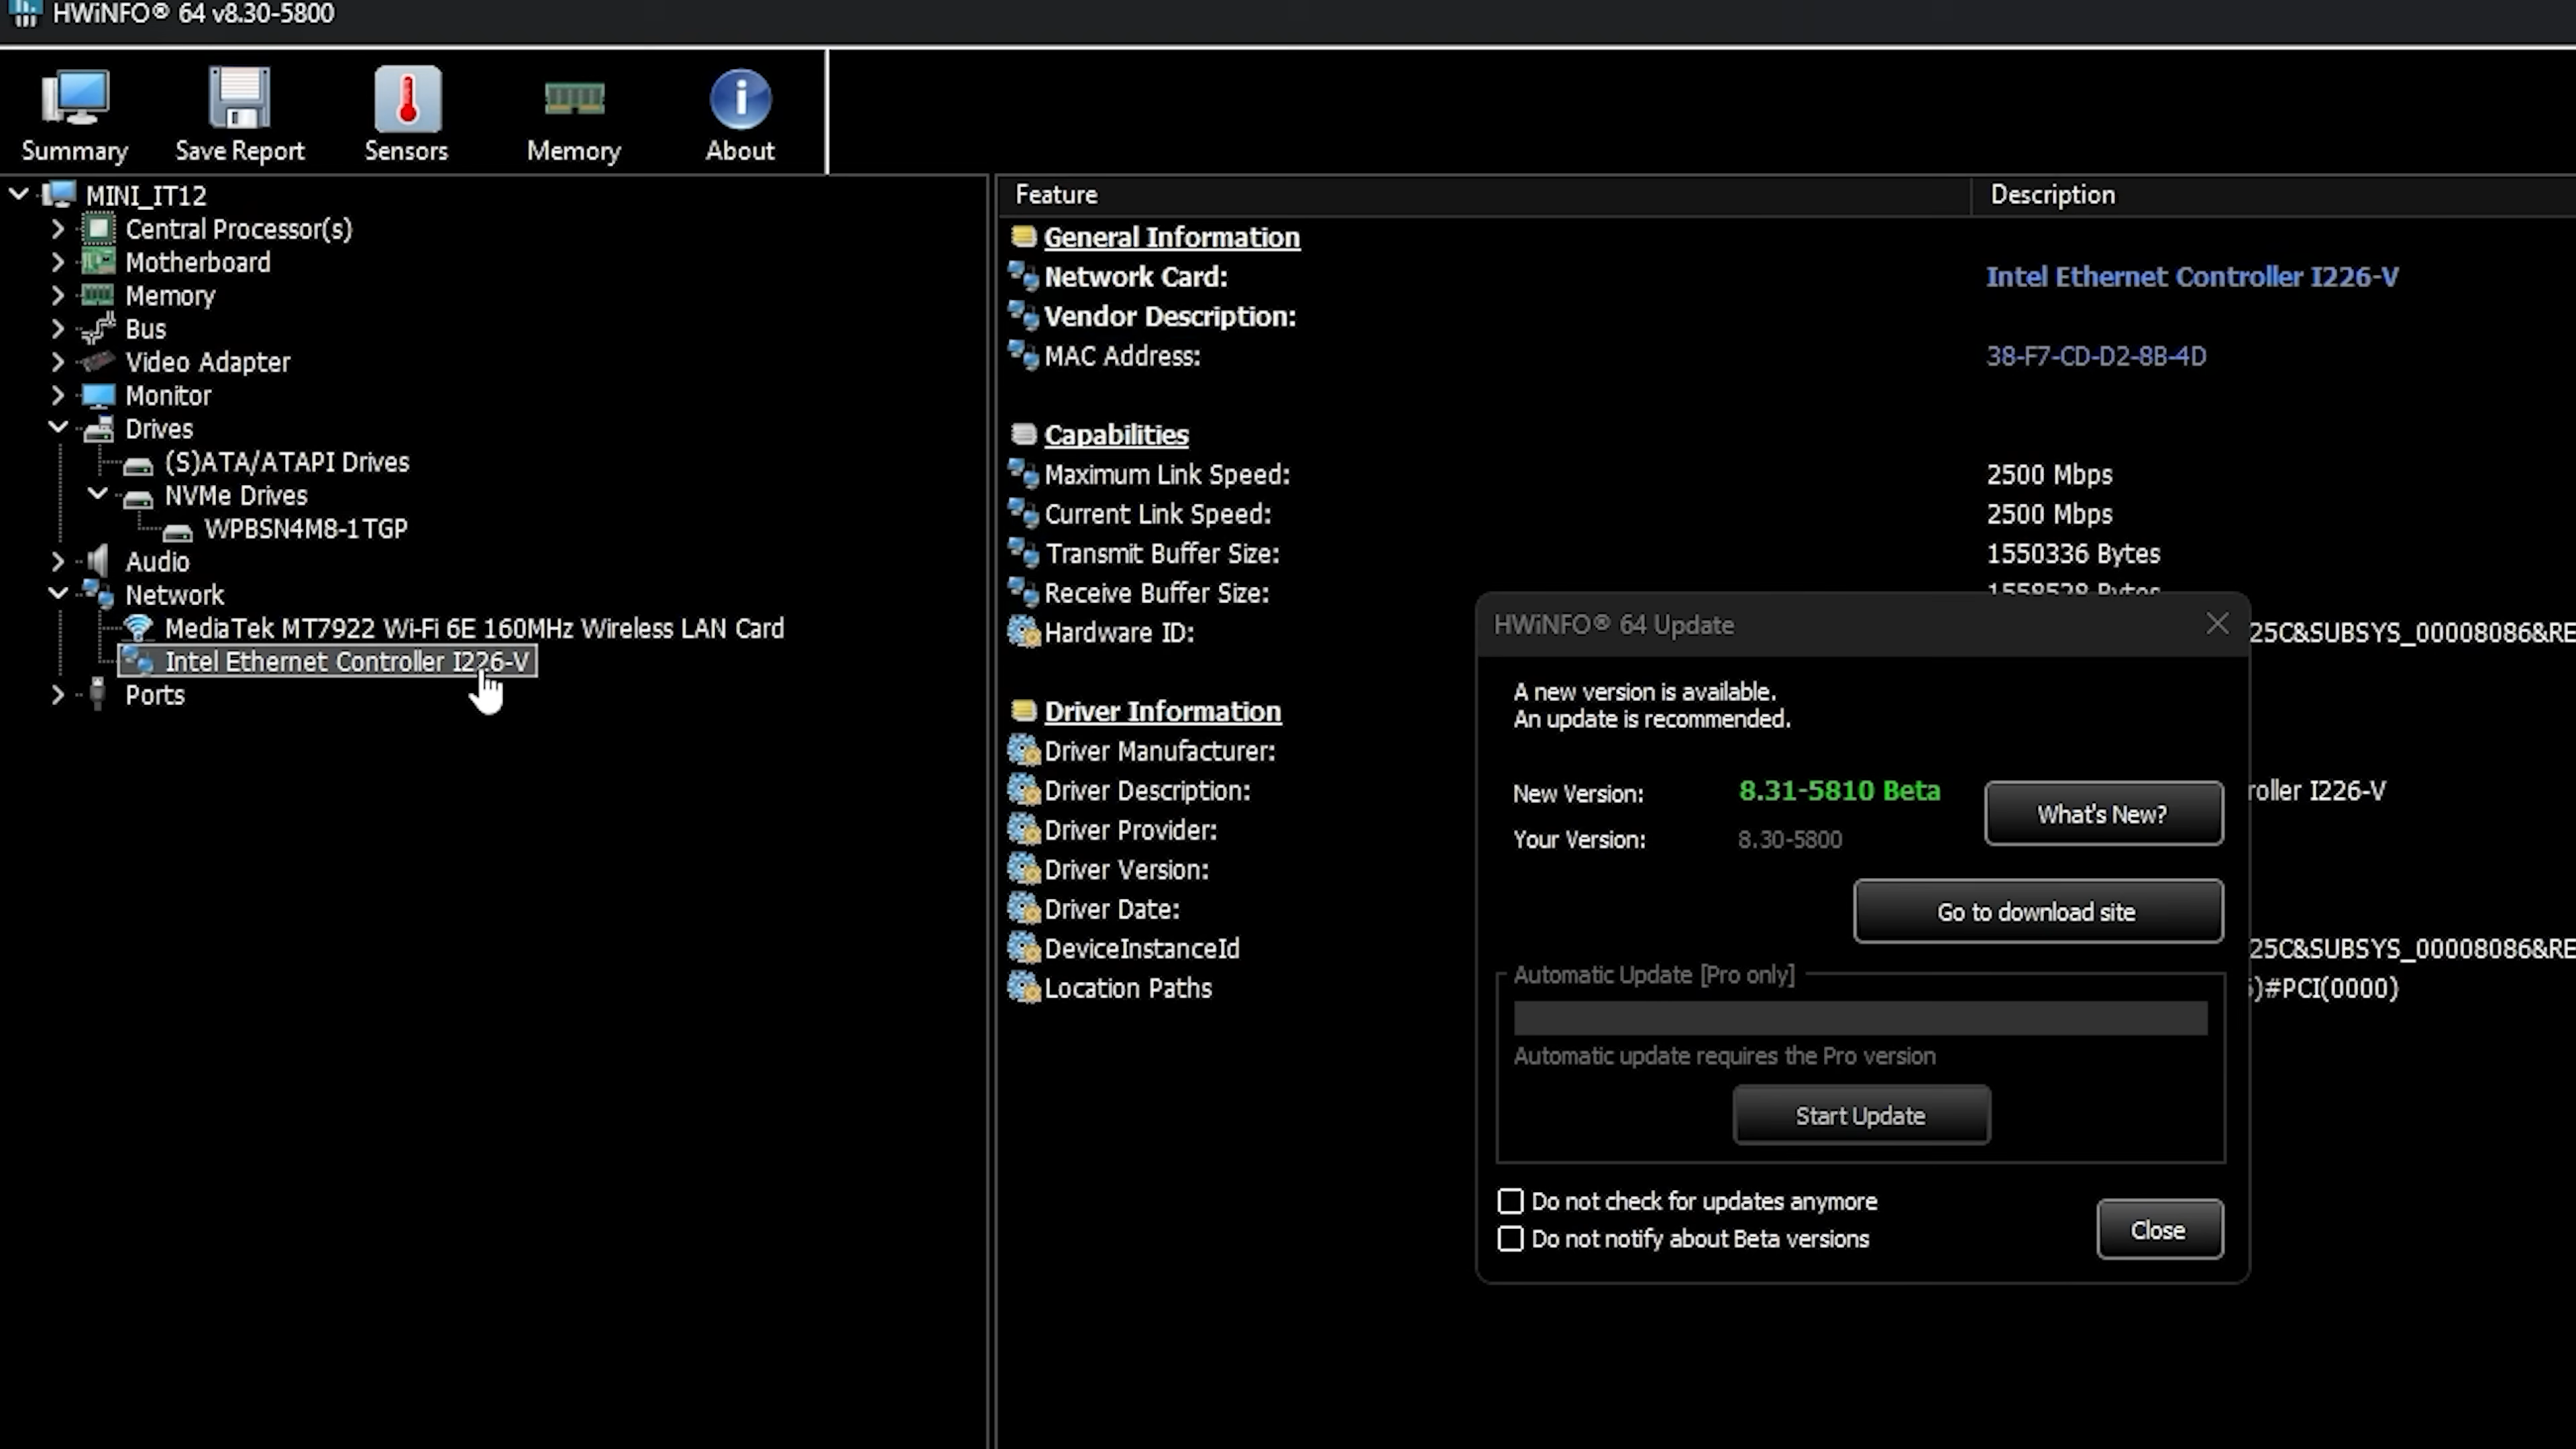 HWiNFO® 64 v8.30-5800
Summary
Save Report
Sensors
Memory
About
MINI_IT12
Central Processor(s)
Motherboard
Memory
Bus
Video Adapter
Monitor
Drives
(S)ATA/ATAPI Drives
NVMe Drives
WPBSN4M8-1TGP
Audio
Network
MediaTek MT7922 Wi-Fi 6E 160MHz Wireless LAN Card
Intel Ethernet Controller I226-V
Ports
Feature Description
General Information
Network Card: Intel Ethernet Controller I226-V
Vendor Description:
MAC Address: 38-F7-CD-D2-8B-4D
Capabilities
Maximum Link Speed: 2500 Mbps
Current Link Speed: 2500 Mbps
Transmit Buffer Size: 1550336 Bytes
Receive Buffer Size: 1558528 Bytes
Hardware ID: 25C&SUBSYS_00008086&RE
Driver Information
Driver Manufacturer:
Driver Description: roller I226-V
Driver Provider:
Driver Version:
Driver Date:
DeviceInstanceId 25C&SUBSYS_00008086&RE
Location Paths )#PCI(0000)
HWiNFO® 64 Update
A new version is available.
An update is recommended.
New Version: 8.31-5810 Beta
Your Version: 8.30-5800
What's New?
Go to download site
Automatic Update [Pro only]
Automatic update requires the Pro version
Start Update
Do not check for updates anymore
Do not notify about Beta versions
Close